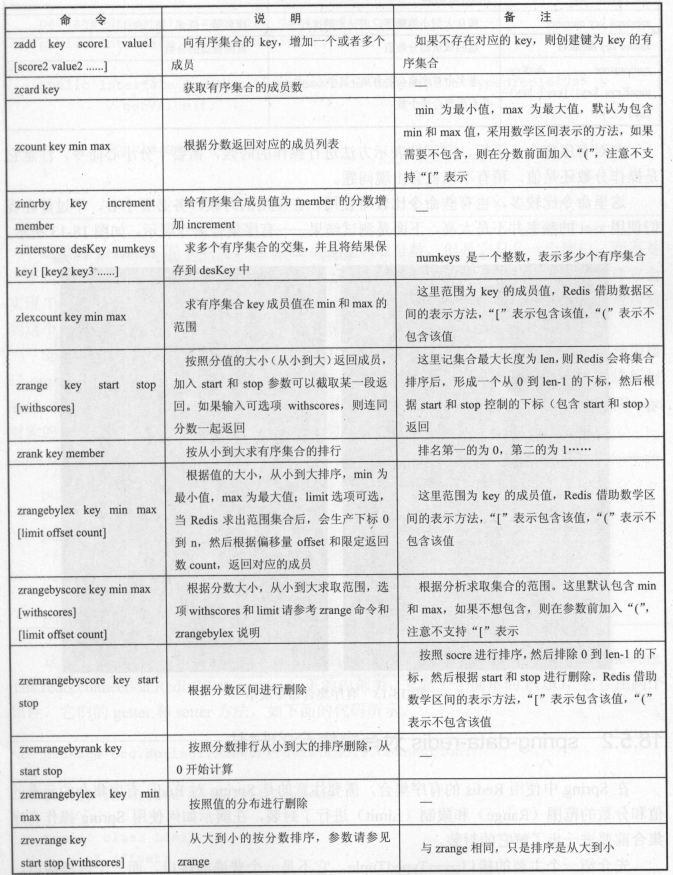 命 令 说 明 备 注
zadd key score1 value1
[score2 value2 ......]
向有序集合的 key，增加一个或者多个
成员
如果不存在对应的 key，则创建键为 key 的有
序集合
zcard key
获取有序集合的成员数
—
zcount key min max
根据分数返回对应的成员列表
min 为最小值，max 为最大值，默认为包含
min 和 max 值，采用数学区间表示的方法，如果
需要不包含，则在分数前面加入“(”，注意不支
持“[”表示
zincrby key increment
member
给有序集合成员值为 member 的分数增
加 increment
—
zinterstore desKey numkeys
key1 [key2 key3 ......]
求多个有序集合的交集，并且将结果保
存到 desKey 中
numkeys 是一个整数，表示多少个有序集合
zlexcount key min max
求有序集合 key 成员值在 min 和 max 的
范围
这里范围为 key 的成员值，Redis 借助数据区
间的表示方法，“[”表示包含该值，“(”表示不
包含该值
zrange key start stop
[withscores]
按照分值的大小（从小到大）返回成员，
加入 start 和 stop 参数可以截取某一段返
回。如果输入可选项 withscores，则连同
分数一起返回
这里记集合最大长度为 len，则 Redis 会将集合
排序后，形成一个从 0 到 len-1 的下标，然后根
据 start 和 stop 控制的下标（包含 start 和 stop）
返回
zrank key member
按从小到大求有序集合的排行
排名第一的为 0，第二的为 1……
zrangebylex key min max
[limit offset count]
根据值的大小，从小到大排序，min 为
最小值，max 为最大值；limit 选项可选，
当 Redis 求出范围集合后，会生产下标 0
到 n，然后根据偏移量 offset 和限定返回
数 count，返回对应的成员
这里范围为 key 的成员值，Redis 借助数学区
间的表示方法，“[”表示包含该值，“(”表示不
包含该值
zrangebyscore key min max
[withscores]
[limit offset count]
根据分数大小，从小到大求取范围，选
项 withscores 和 limit 请参考 zrange 命令和
zrangebylex 说明
根据分析求取集合的范围。这里默认包含 min
和 max，如果不想包含，则在参数前加入“(”，
注意不支持“[”表示
zremrangebyscore key start
stop
根据分数区间进行删除
按照 socre 进行排序，然后排除 0 到 len-1 的下
标，然后根据 start 和 stop 进行删除，Redis 借助
数学区间的表示方法，“[”表示包含该值，“(”
表示不包含该值
zremrangebyrank key
start stop
按照分数排行从小到大的排序删除，从
0 开始计算
—
zremrangebylex key min
max
按照值的分布进行删除
—
zrevrange key
start stop [withscores]
从大到小的按分数排序，参数请参见
zrange
与 zrange 相同，只是排序是从大到小